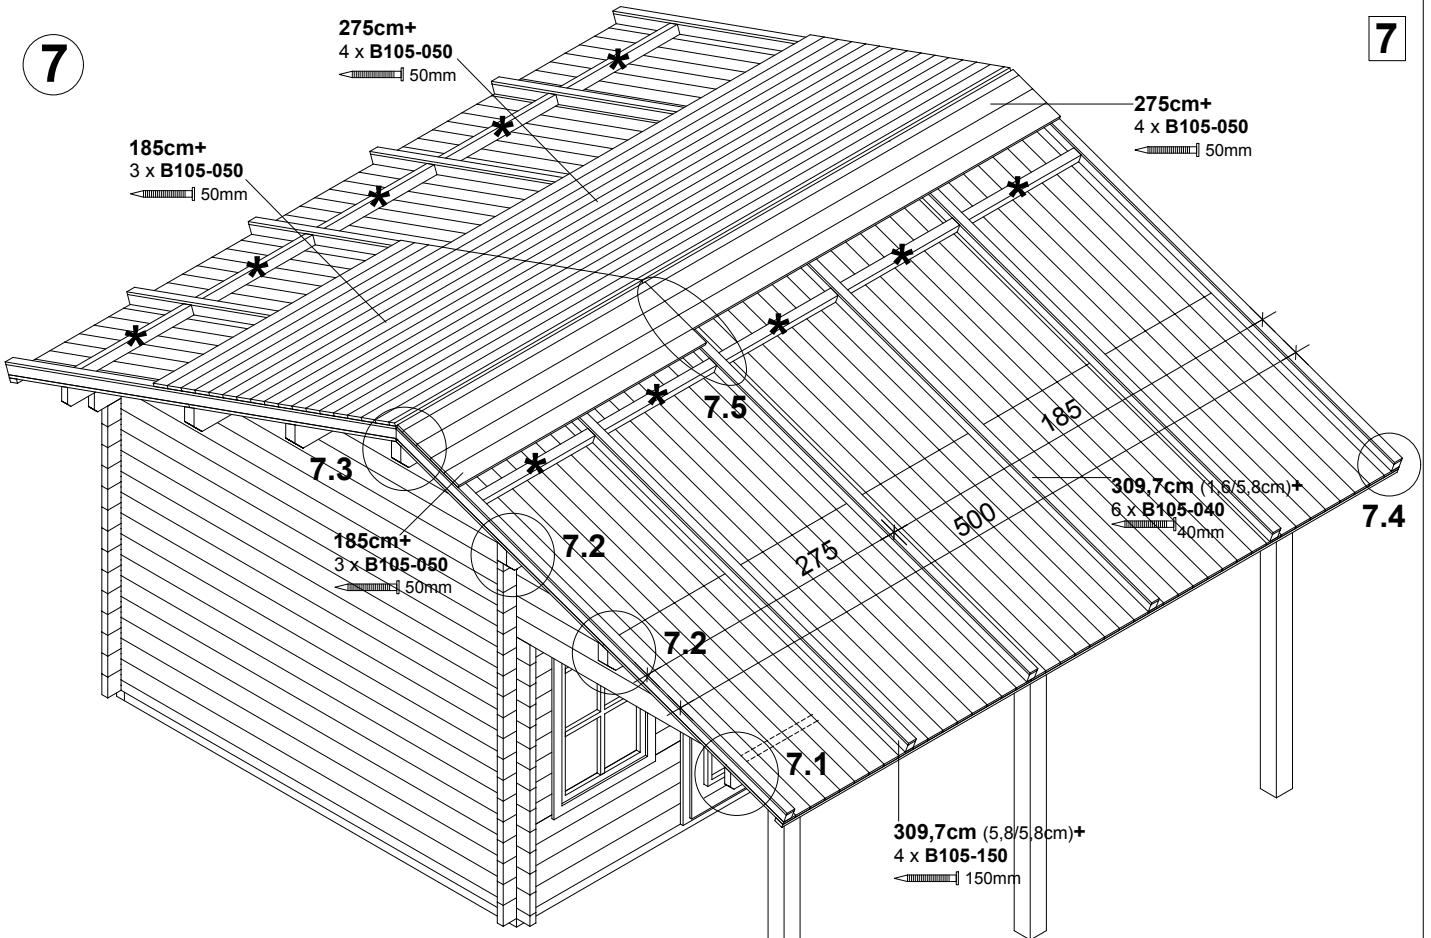 7
7
275cm+
4 x B105-050
50mm
185cm+
3 x B105-050
50mm
275cm+
4 x B105-050
50mm
*
*
*
*
*
*
*
*
*
*
7.5
7.3
185
309,7cm (1,6/5,8cm)+
6 x B105-040
40mm
7.4
500
275
185cm+
3 x B105-050
50mm
7.2
7.2
7.1
309,7cm (5,8/5,8cm)+
4 x B105-150
150mm